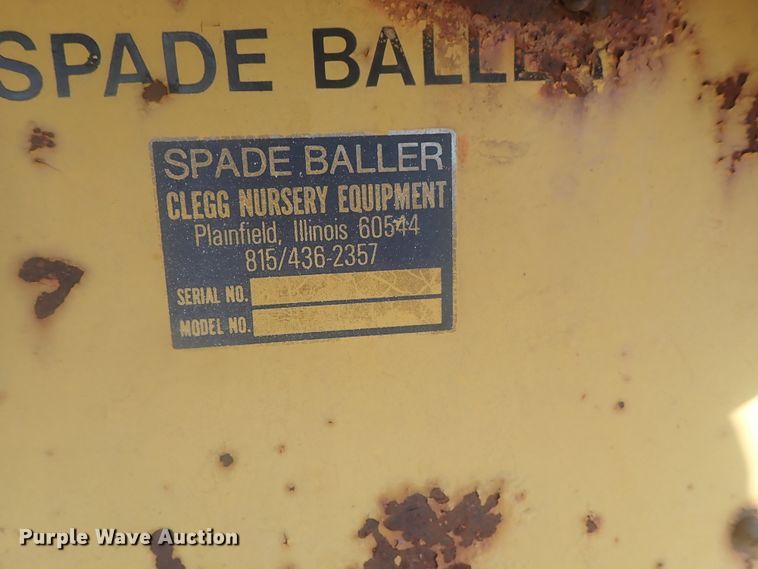 SPADE BALLER
SPADE BALLER
CLEGG NURSERY EQUIPMENT
Plainfield, Illinois 60544
815/436-2357
SERIAL NO.
MODEL NO.
Purple Wave Auction